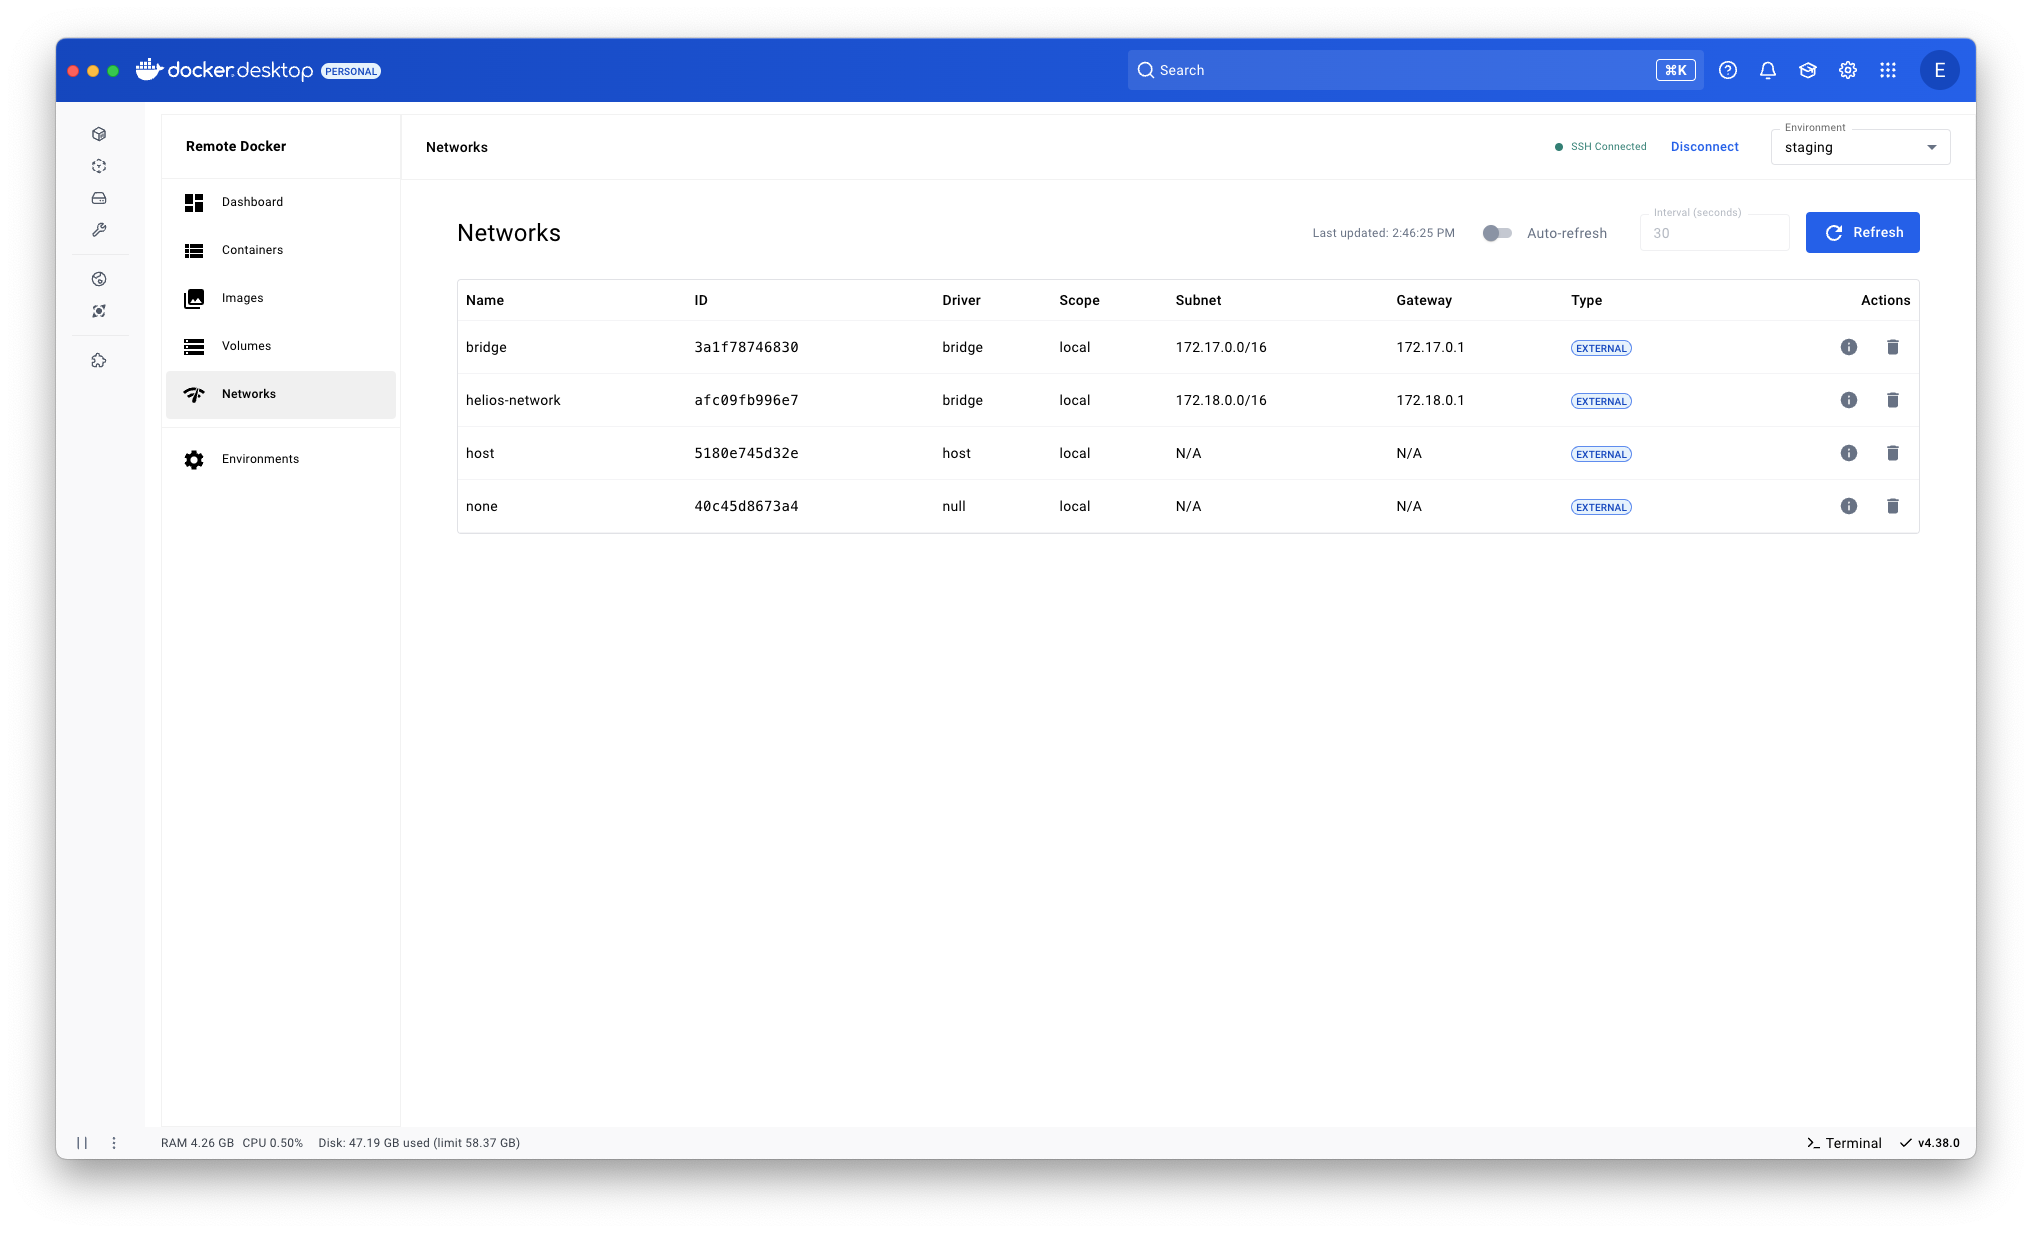 docker desktop PERSONAL
Search ⌘K
E
Remote Docker
Dashboard
Containers
Images
Volumes
Networks
Environments
Networks
SSH Connected Disconnect
Environment
staging
Networks
Last updated: 2:46:25 PM Auto-refresh
Interval (seconds)
30
Refresh
Name ID Driver Scope Subnet Gateway Type Actions
bridge 3a1f78746830 bridge local 172.17.0.0/16 172.17.0.1 EXTERNAL
helios-network afc09fb996e7 bridge local 172.18.0.0/16 172.18.0.1 EXTERNAL
host 5180e745d32e host local N/A N/A EXTERNAL
none 40c45d8673a4 null local N/A N/A EXTERNAL
RAM 4.26 GB CPU 0.50% Disk: 47.19 GB used (limit 58.37 GB)
>_ Terminal
v4.38.0